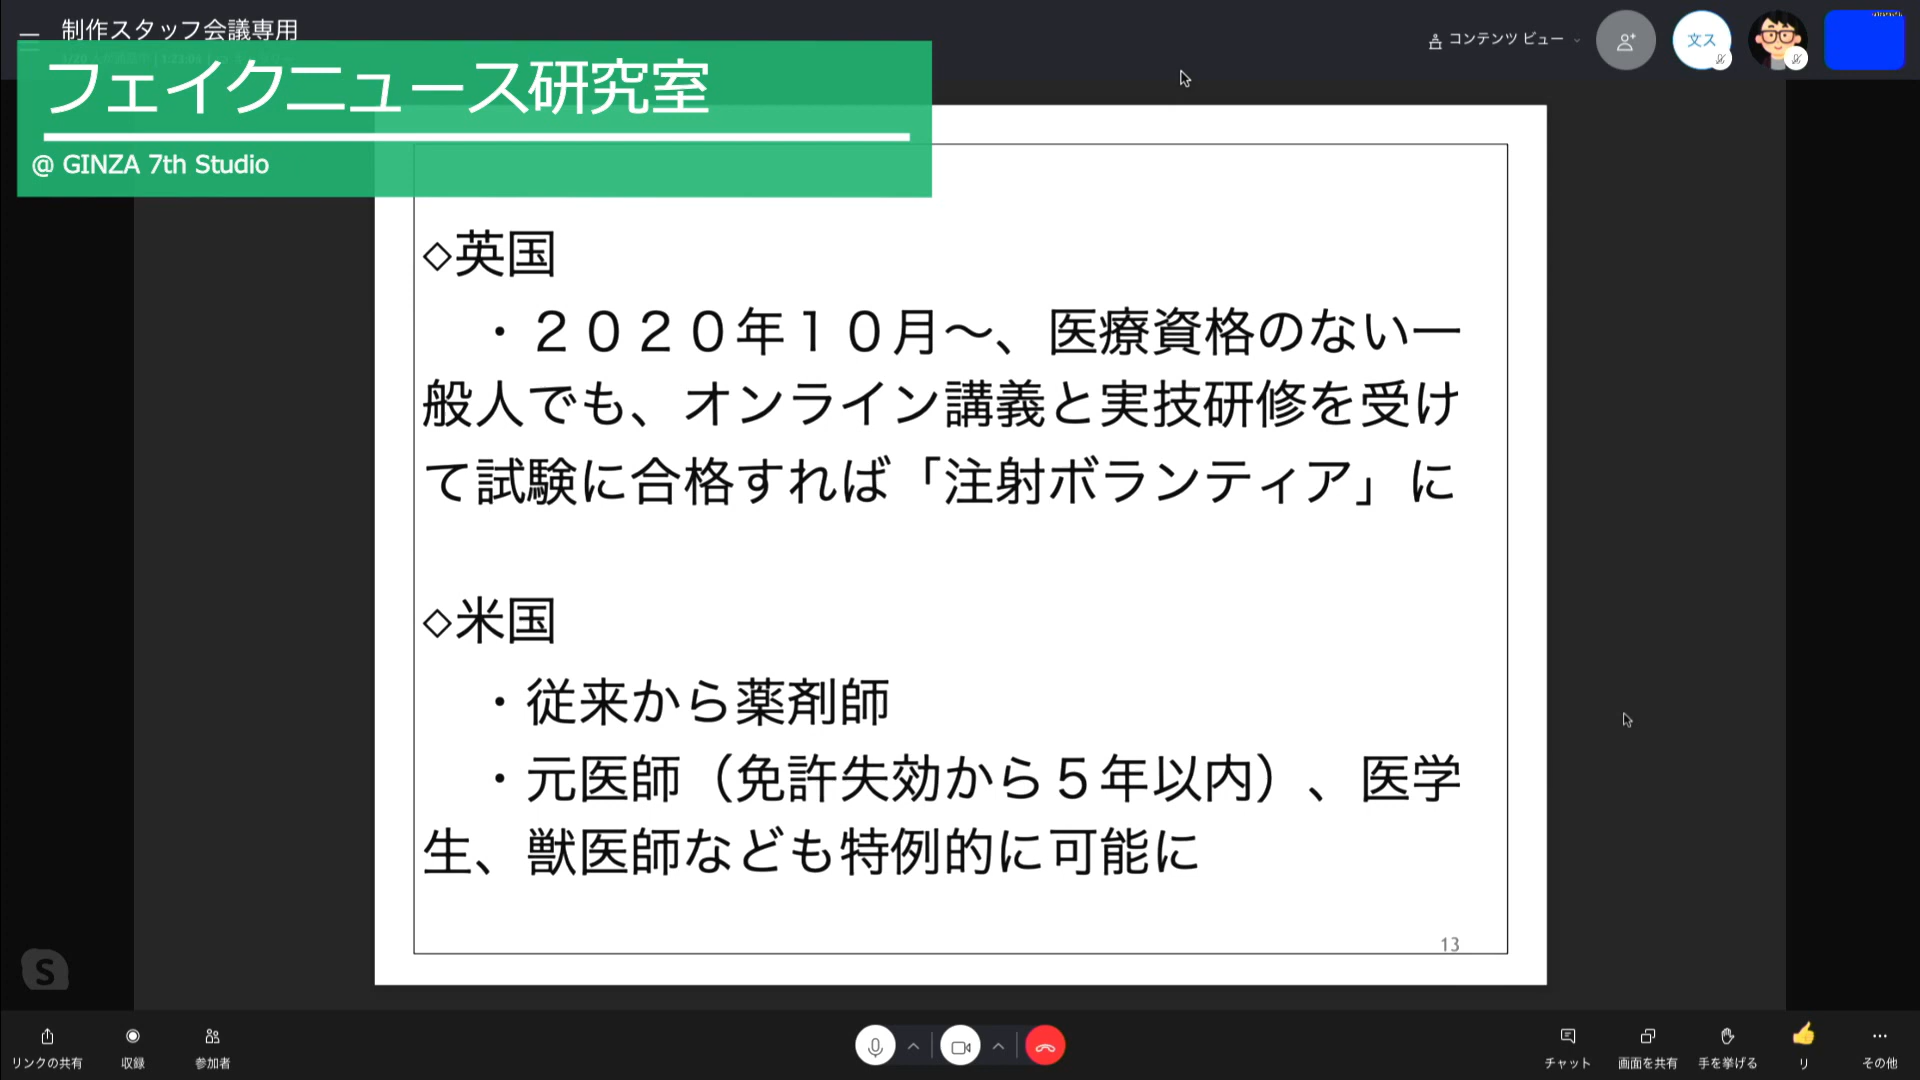 制作スタッフ会議専用
フェイクニュース研究室
@ GINZA 7th Studio
コンテンツ ビュー
文ス
◇英国
・２０２０年１０月〜、医療資格のない一
般人でも、オンライン講義と実技研修を受け
て試験に合格すれば「注射ボランティア」に
◇米国
・従来から薬剤師
・元医師（免許失効から５年以内）、医学
生、獣医師なども特例的に可能に
13
S
リンクの共有
収録
参加者
チャット
画面を共有
手を挙げる
リ
その他